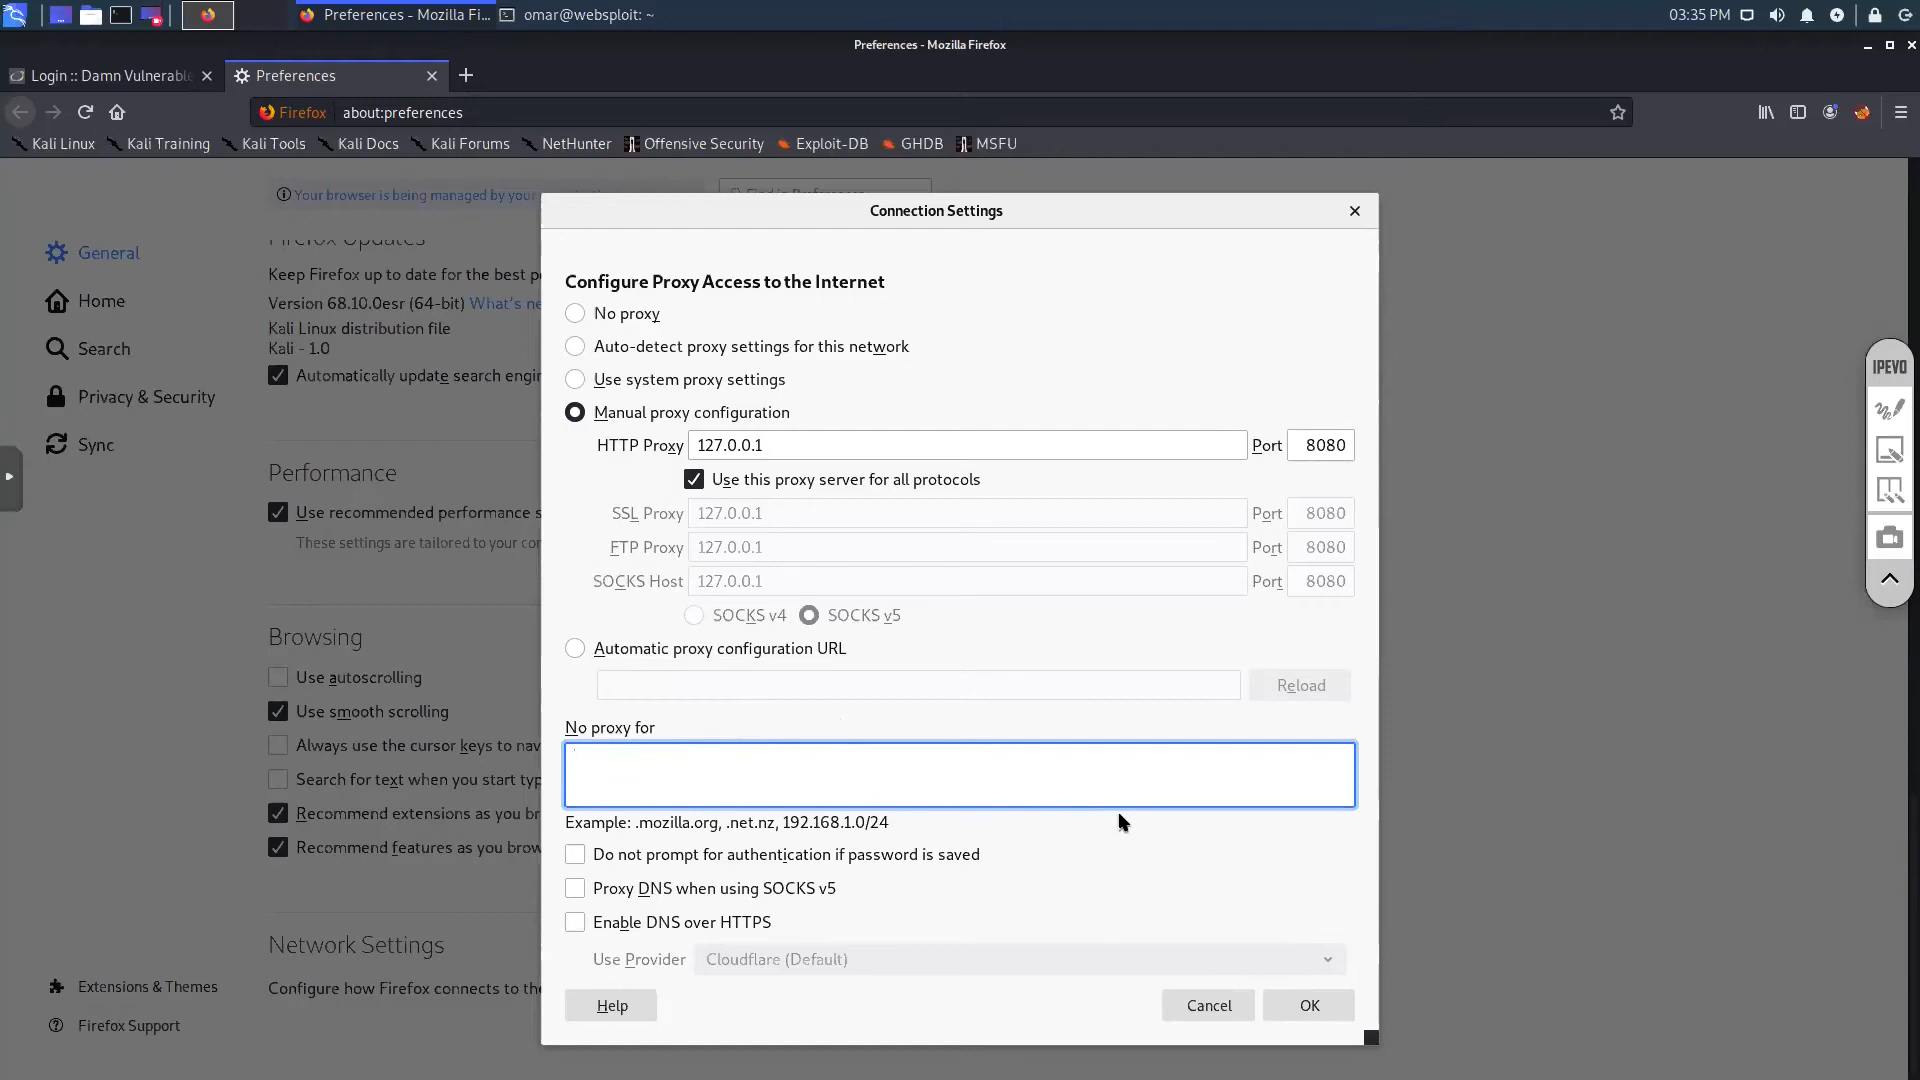 Preferences - Mozilla Fi...
omar@websploit: ~
03:35 PM
Preferences - Mozilla Firefox
Login :: Damn Vulnerable
Preferences
Firefox
about:preferences
Kali Linux
Kali Training
Kali Tools
Kali Docs
Kali Forums
NetHunter
Offensive Security
Exploit-DB
GHDB
MSFU
Your browser is being managed by your
General
Home
Search
Privacy & Security
Sync
Extensions & Themes
Firefox Support
Firefox Updates
Keep Firefox up to date for the best p
Version 68.10.0esr (64-bit) What's ne
Kali Linux distribution file
Kali - 1.0
Automatically update search engin
Performance
Use recommended performance s
These settings are tailored to your con
Browsing
Use autoscrolling
Use smooth scrolling
Always use the cursor keys to nav
Search for text when you start typ
Recommend extensions as you br
Recommend features as you brow
Network Settings
Configure how Firefox connects to the
Connection Settings
Configure Proxy Access to the Internet
No proxy
Auto-detect proxy settings for this network
Use system proxy settings
Manual proxy configuration
HTTP Proxy 127.0.0.1 Port 8080
Use this proxy server for all protocols
SSL Proxy 127.0.0.1 Port 8080
FTP Proxy 127.0.0.1 Port 8080
SOCKS Host 127.0.0.1 Port 8080
SOCKS v4 SOCKS v5
Automatic proxy configuration URL
Reload
No proxy for
Example: .mozilla.org, .net.nz, 192.168.1.0/24
Do not prompt for authentication if password is saved
Proxy DNS when using SOCKS v5
Enable DNS over HTTPS
Use Provider Cloudflare (Default)
Help
Cancel
OK
IPEVO